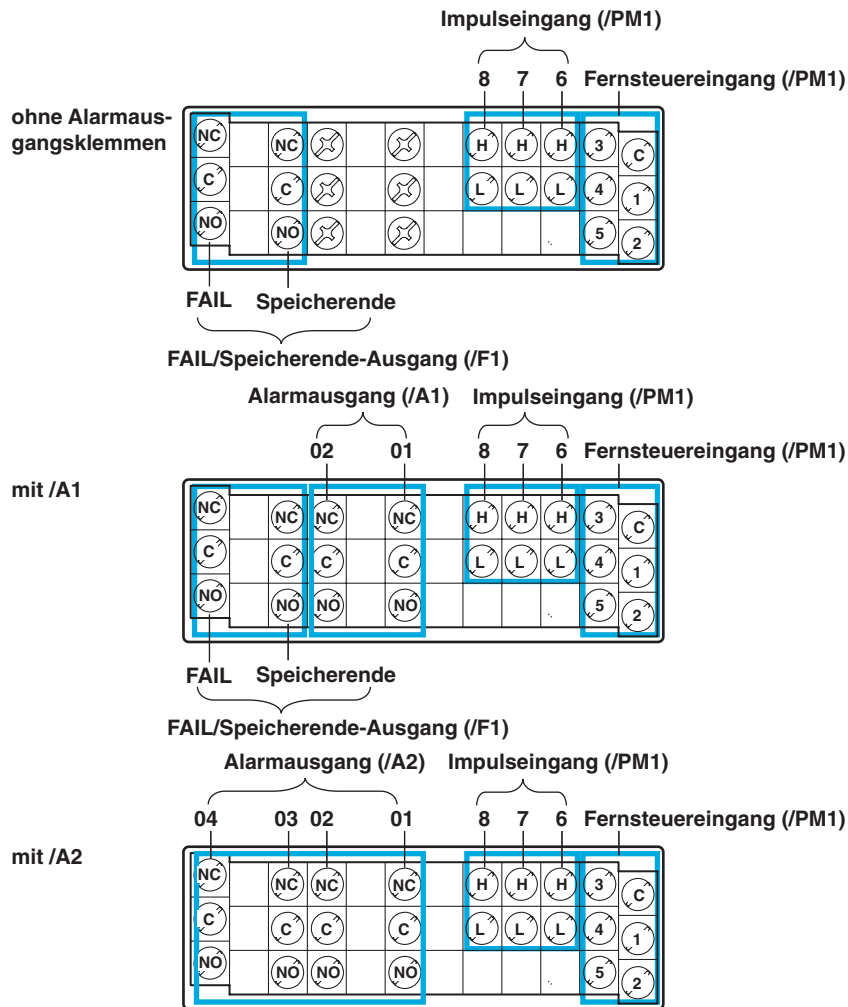 Impulseingang (/PM1)
8 7 6 Fernsteuereingang (/PM1)
ohne Alarmaus-
gangsklemmen
NC NC H H H 3 C
C C L L L 4 1
NO NO 5 2
FAIL Speicherende
FAIL/Speicherende-Ausgang (/F1)
Alarmausgang (/A1) Impulseingang (/PM1)
02 01 8 7 6 Fernsteuereingang (/PM1)
mit /A1
NC NC NC NC H H H 3 C
C C C C L L L 4 1
NO NO NO NO 5 2
FAIL Speicherende
FAIL/Speicherende-Ausgang (/F1)
Alarmausgang (/A2) Impulseingang (/PM1)
04 03 02 01 8 7 6 Fernsteuereingang (/PM1)
mit /A2
NC NC NC NC H H H 3 C
C C C C L L L 4 1
NO NO NO NO 5 2